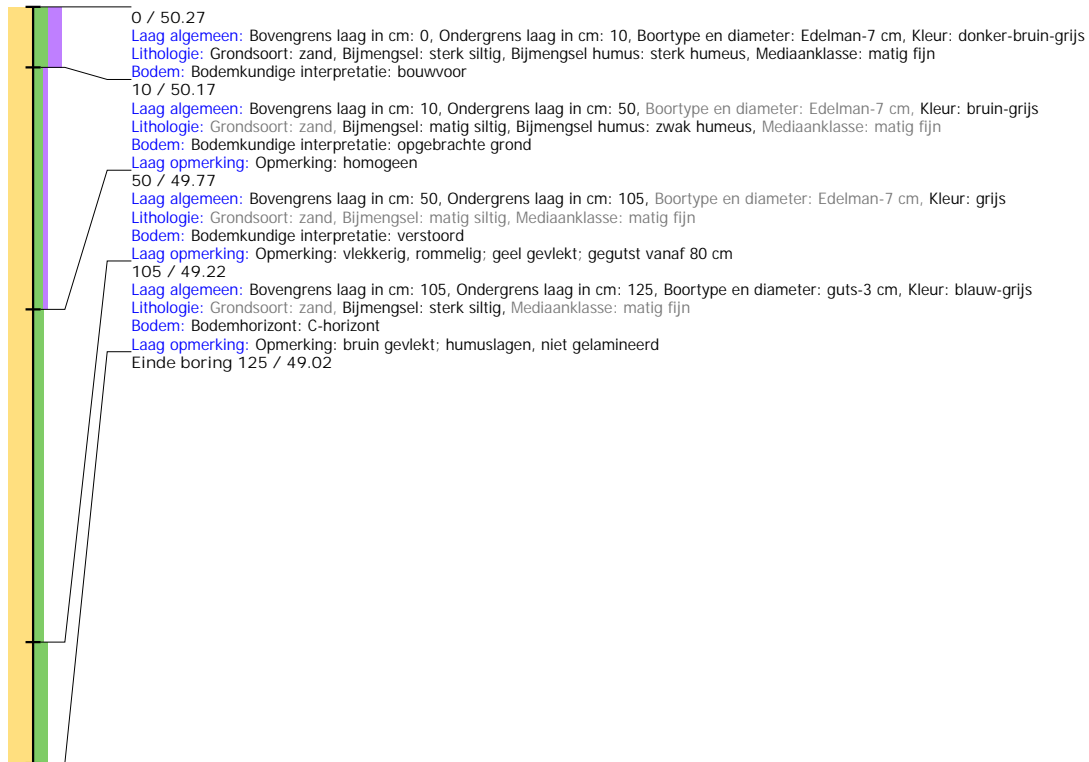 0 / 50.27
Laag algemeen: Bovengrens laag in cm: 0, Ondergrens laag in cm: 10, Boortype en diameter: Edelman-7 cm, Kleur: donker-bruin-grijs
Lithologie: Grondsoort: zand, Bijmengsel: sterk siltig, Bijmengsel humus: sterk humeus, Mediaanklasse: matig fijn
Bodem: Bodemkundige interpretatie: bouwvoor
10 / 50.17
Laag algemeen: Bovengrens laag in cm: 10, Ondergrens laag in cm: 50, Boortype en diameter: Edelman-7 cm, Kleur: bruin-grijs
Lithologie: Grondsoort: zand, Bijmengsel: matig siltig, Bijmengsel humus: zwak humeus, Mediaanklasse: matig fijn
Bodem: Bodemkundige interpretatie: opgebrachte grond
Laag opmerking: Opmerking: homogeen
50 / 49.77
Laag algemeen: Bovengrens laag in cm: 50, Ondergrens laag in cm: 105, Boortype en diameter: Edelman-7 cm, Kleur: grijs
Lithologie: Grondsoort: zand, Bijmengsel: matig siltig, Mediaanklasse: matig fijn
Bodem: Bodemkundige interpretatie: verstoord
Laag opmerking: Opmerking: vlekkerig, rommelig; geel gevlekt; gegutst vanaf 80 cm
105 / 49.22
Laag algemeen: Bovengrens laag in cm: 105, Ondergrens laag in cm: 125, Boortype en diameter: guts-3 cm, Kleur: blauw-grijs
Lithologie: Grondsoort: zand, Bijmengsel: sterk siltig, Mediaanklasse: matig fijn
Bodem: Bodemhorizont: C-horizont
Laag opmerking: Opmerking: bruin gevlekt; humuslagen, niet gelamineerd
Einde boring 125 / 49.02